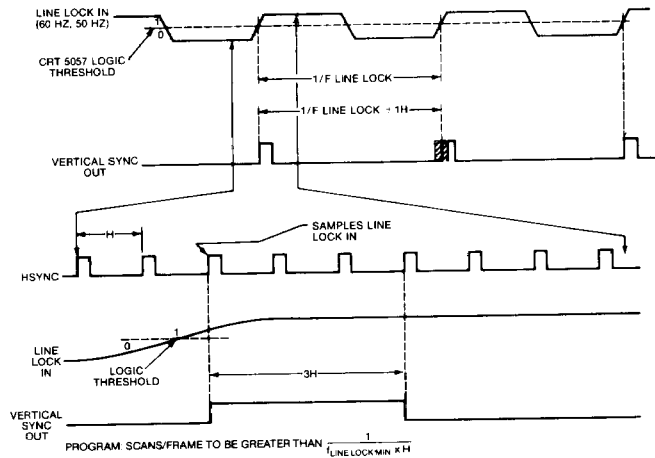 LINE LOCK IN
(60 HZ, 50 HZ)
1
0
CRT 5057 LOGIC
THRESHOLD
1/F LINE LOCK
1/F LINE LOCK 1H
VERTICAL SYNC
OUT
H
SAMPLES LINE
LOCK IN
HSYNC
1
0
LINE
LOCK
IN
LOGIC
THRESHOLD
3H
VERTICAL
SYNC
OUT
PROGRAM: SCANS/FRAME TO BE GREATER THAN 1
fLINE LOCK MIN x H